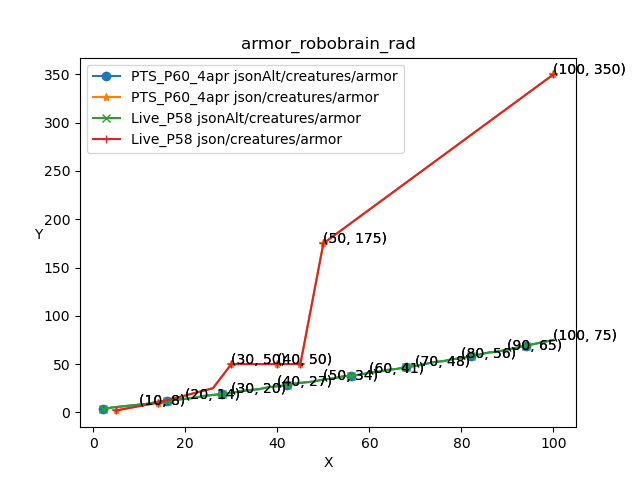 armor_robobrain_rad
PTS_P60_4apr jsonAlt/creatures/armor
PTS_P60_4apr json/creatures/armor
Live_P58 jsonAlt/creatures/armor
Live_P58 json/creatures/armor
(100, 350)
(50, 175)
(30, 50)
(40, 50)
(10, 8)
(20, 14)
(30, 20)
(40, 27)
(50, 34)
(60, 41)
(70, 48)
(80, 56)
(90, 65)
(100, 75)
Y
350
300
250
200
150
100
50
0
0 20 40 60 80 100
X